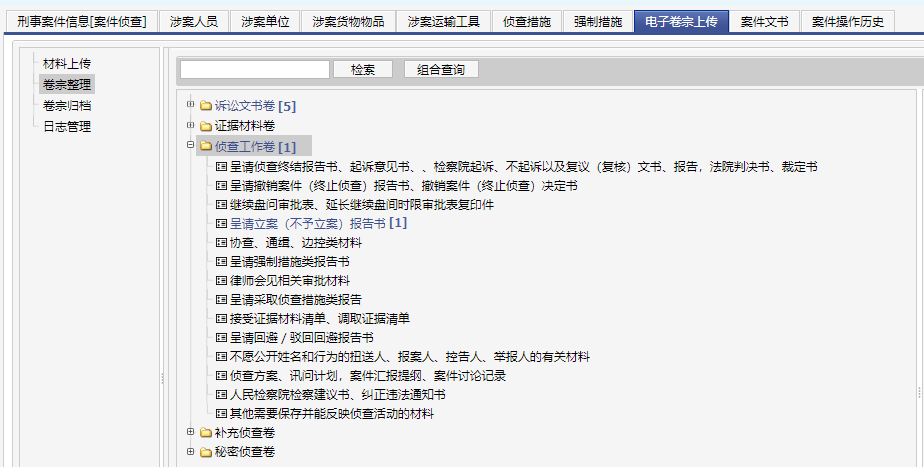 刑事案件信息[案件侦查] 涉案人员 涉案单位 涉案货物物品 涉案运输工具 侦查措施 强制措施 电子卷宗上传 案件文书 案件操作历史
材料上传
卷宗整理
卷宗归档
日志管理
检索 组合查询
诉讼文书卷 [5]
证据材料卷
侦查工作卷 [1]
呈请侦查终结报告书、起诉意见书、、检察院起诉、不起诉以及复议（复核）文书、报告，法院判决书、裁定书
呈请撤销案件（终止侦查）报告书、撤销案件（终止侦查）决定书
继续盘问审批表、延长继续盘间时限审批表复印件
呈请立案（不予立案）报告书 [1]
协查、通缉、边控类材料
呈请强制措施类报告书
律师会见相关审批材料
呈请采取侦查措施类报告
接受证据材料清单、调取证据清单
呈请回避 / 驳回回避报告书
不愿公开姓名和行为的扭送人、报案人、控告人、举报人的有关材料
侦查方案、讯问计划，案件汇报提纲、案件讨论记录
人民检察院检察建议书、纠正违法通知书
其他需要保存并能反映侦查活动的材料
补充侦查卷
秘密侦查卷